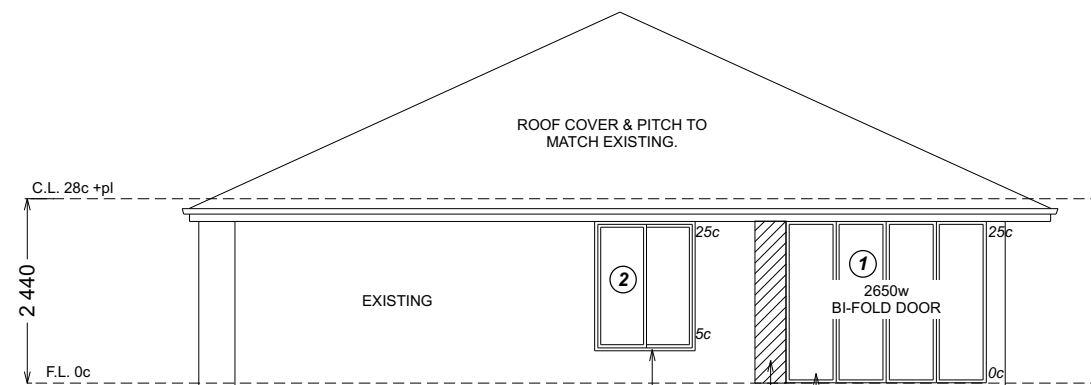 ROOF COVER & PITCH TO
MATCH EXISTING.
C.L. 28c +pl
2 440
25c
25c
2
1
2650w
BI-FOLD DOOR
EXISTING
5c
F.L. 0c
0c